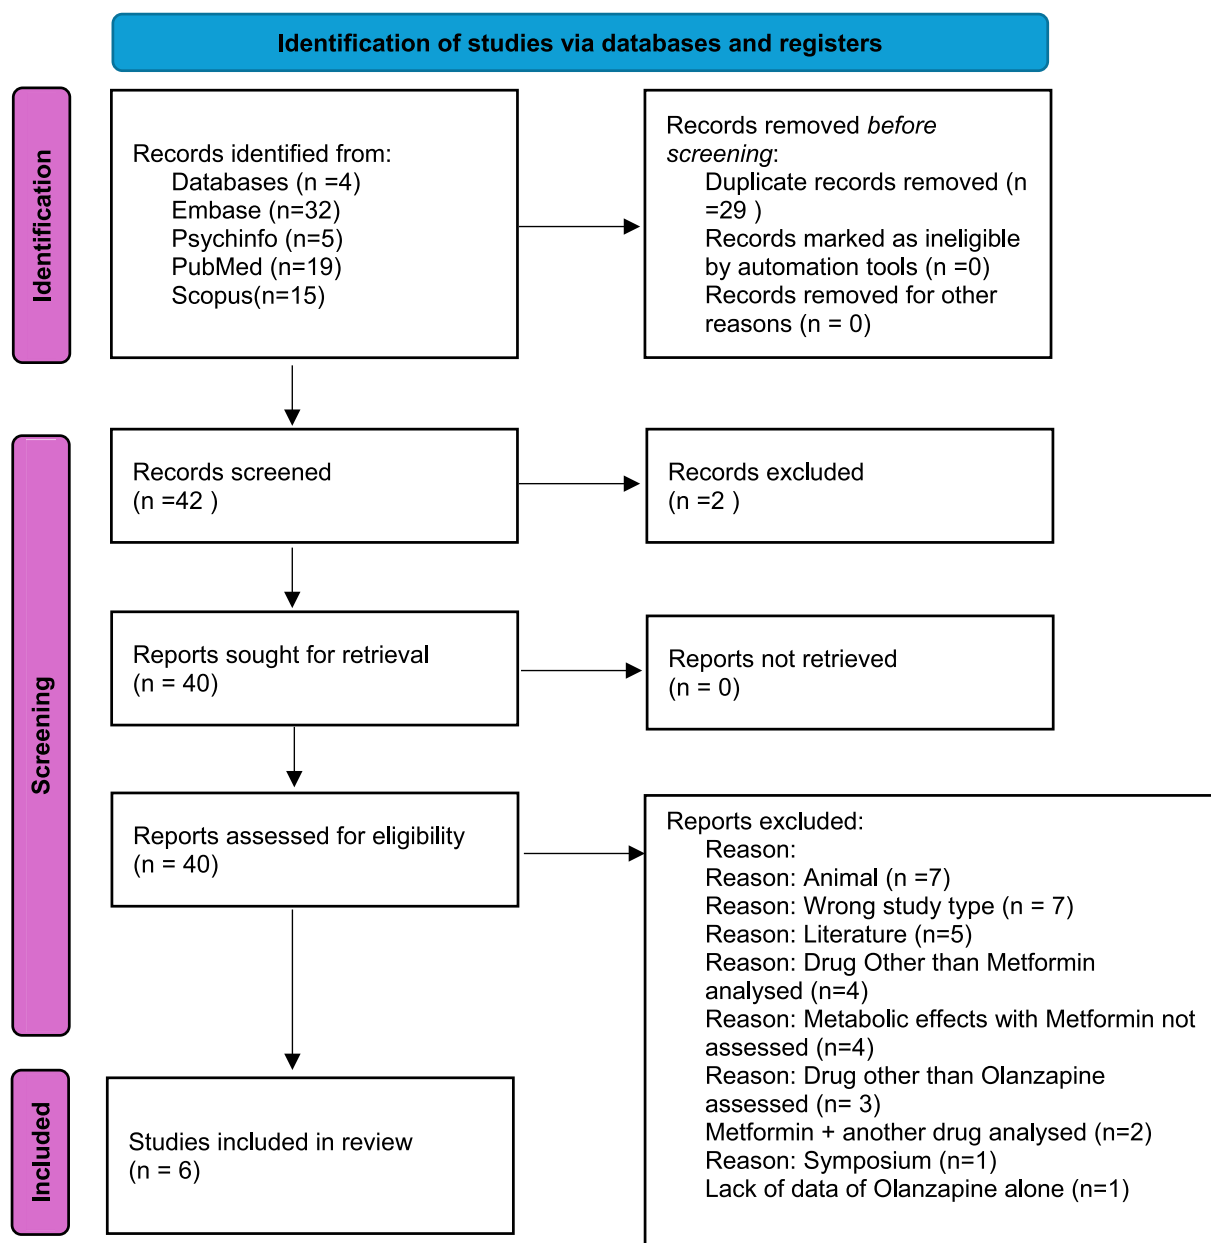 Identification of studies via databases and registers
Identification
Records identified from:
Databases (n =4)
Embase (n=32)
Psychinfo (n=5)
PubMed (n=19)
Scopus(n=15)
Records removed before
screening:
Duplicate records removed (n
=29 )
Records marked as ineligible
by automation tools (n =0)
Records removed for other
reasons (n = 0)
Screening
Records screened
(n =42 )
Records excluded
(n =2 )
Reports sought for retrieval
(n = 40)
Reports not retrieved
(n = 0)
Reports assessed for eligibility
(n = 40)
Reports excluded:
Reason:
Reason: Animal (n =7)
Reason: Wrong study type (n = 7)
Reason: Literature (n=5)
Reason: Drug Other than Metformin
analysed (n=4)
Reason: Metabolic effects with Metformin not
assessed (n=4)
Reason: Drug other than Olanzapine
assessed (n= 3)
Metformin + another drug analysed (n=2)
Reason: Symposium (n=1)
Lack of data of Olanzapine alone (n=1)
Included
Studies included in review
(n = 6)